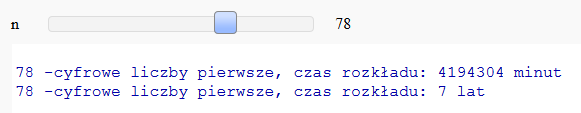 n 78
78 -cyfrowe liczby pierwsze, czas rozkładu: 4194304 minut
78 -cyfrowe liczby pierwsze, czas rozkładu: 7 lat